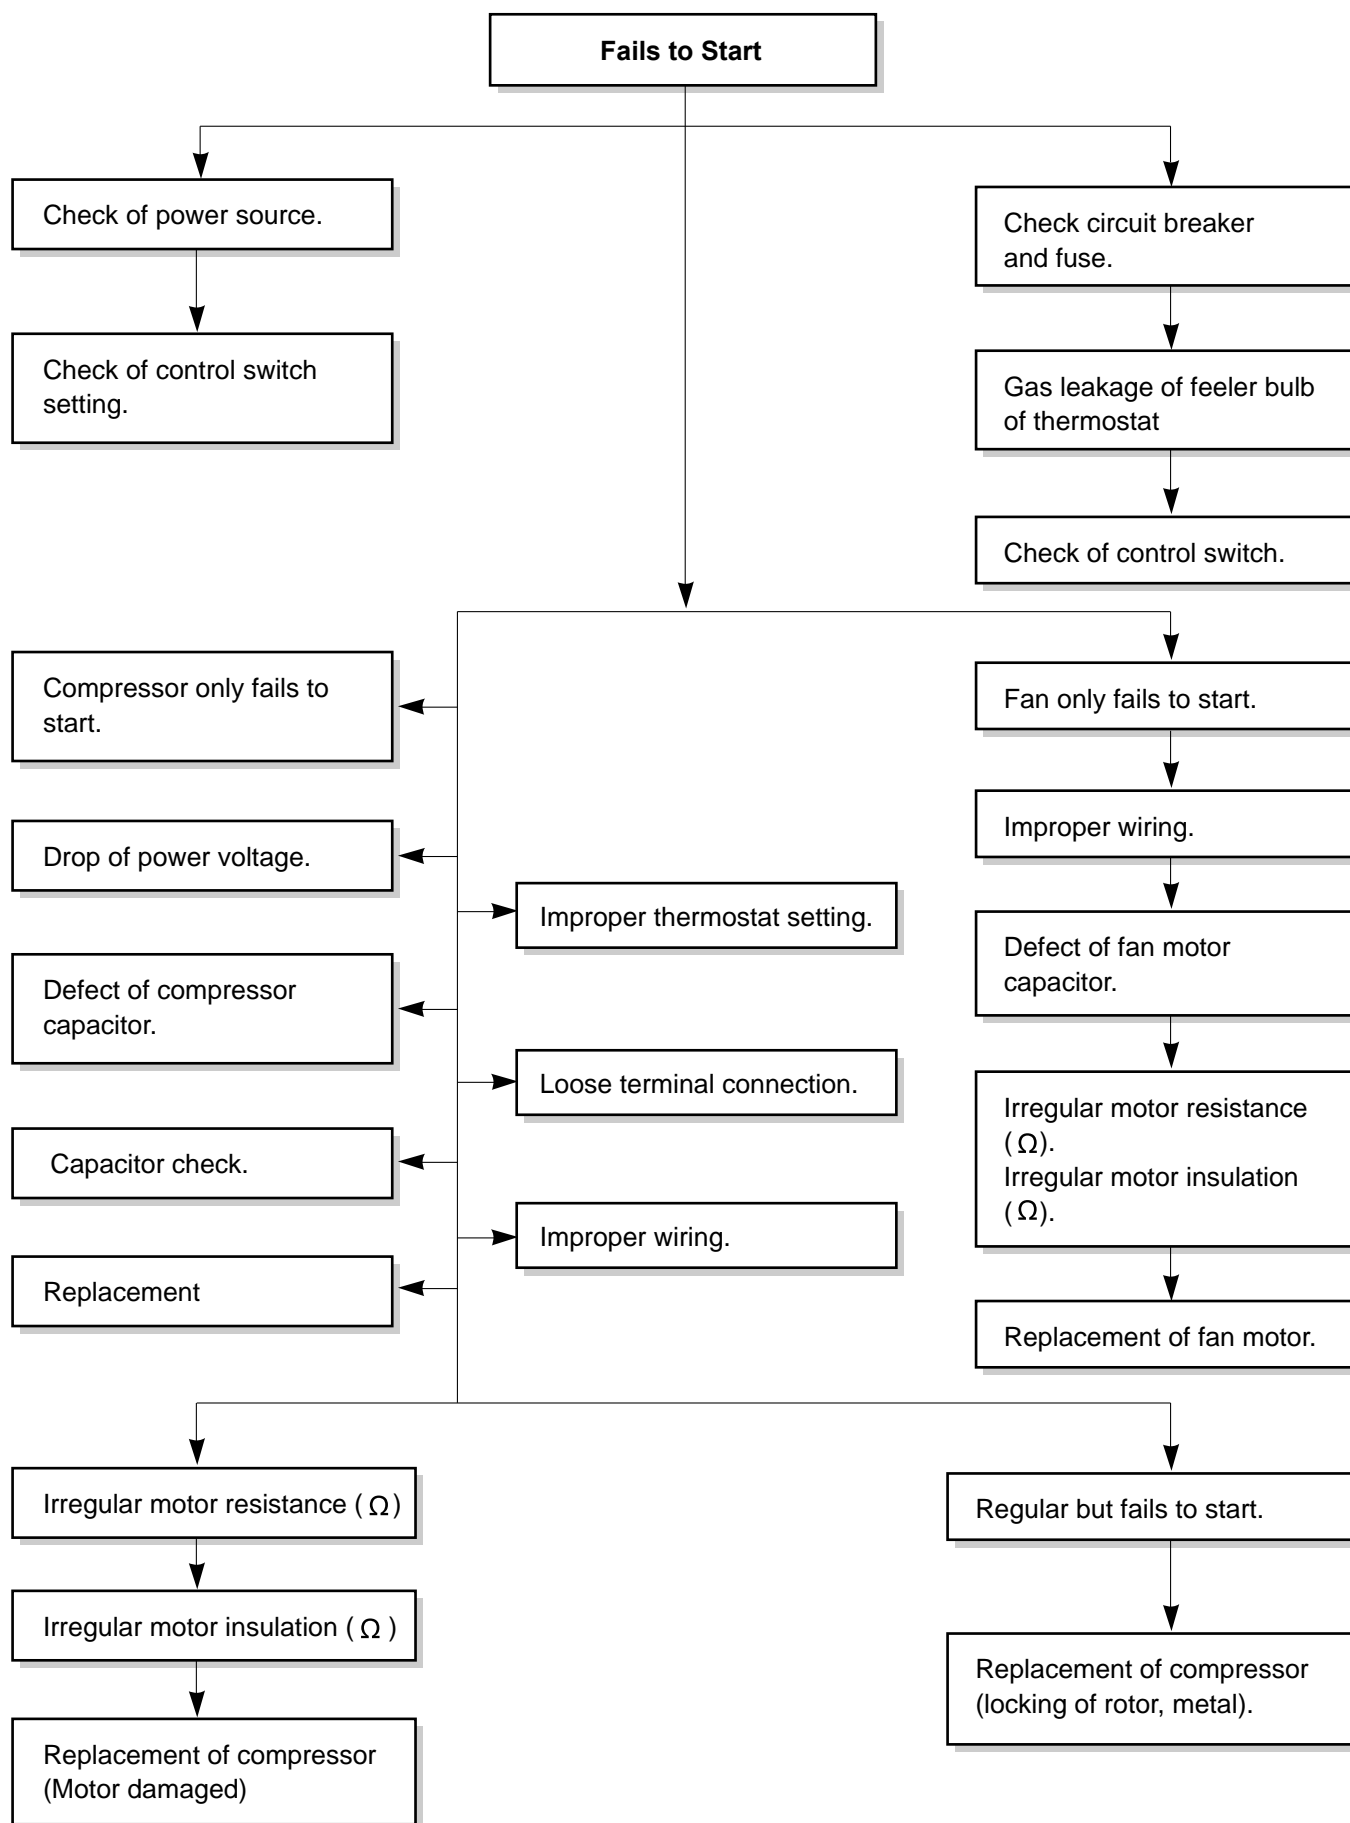 Fails to Start
Check of power source.
Check circuit breaker
and fuse.
Check of control switch
setting.
Gas leakage of feeler bulb
of thermostat
Check of control switch.
Compressor only fails to
start.
Fan only fails to start.
Improper wiring.
Drop of power voltage.
Improper thermostat setting.
Defect of fan motor
capacitor.
Defect of compressor
capacitor.
Loose terminal connection.
Irregular motor resistance
(Ω).
Irregular motor insulation
(Ω).
Capacitor check.
Improper wiring.
Replacement
Replacement of fan motor.
Irregular motor resistance (Ω)
Regular but fails to start.
Irregular motor insulation (Ω)
Replacement of compressor
(locking of rotor, metal).
Replacement of compressor
(Motor damaged)